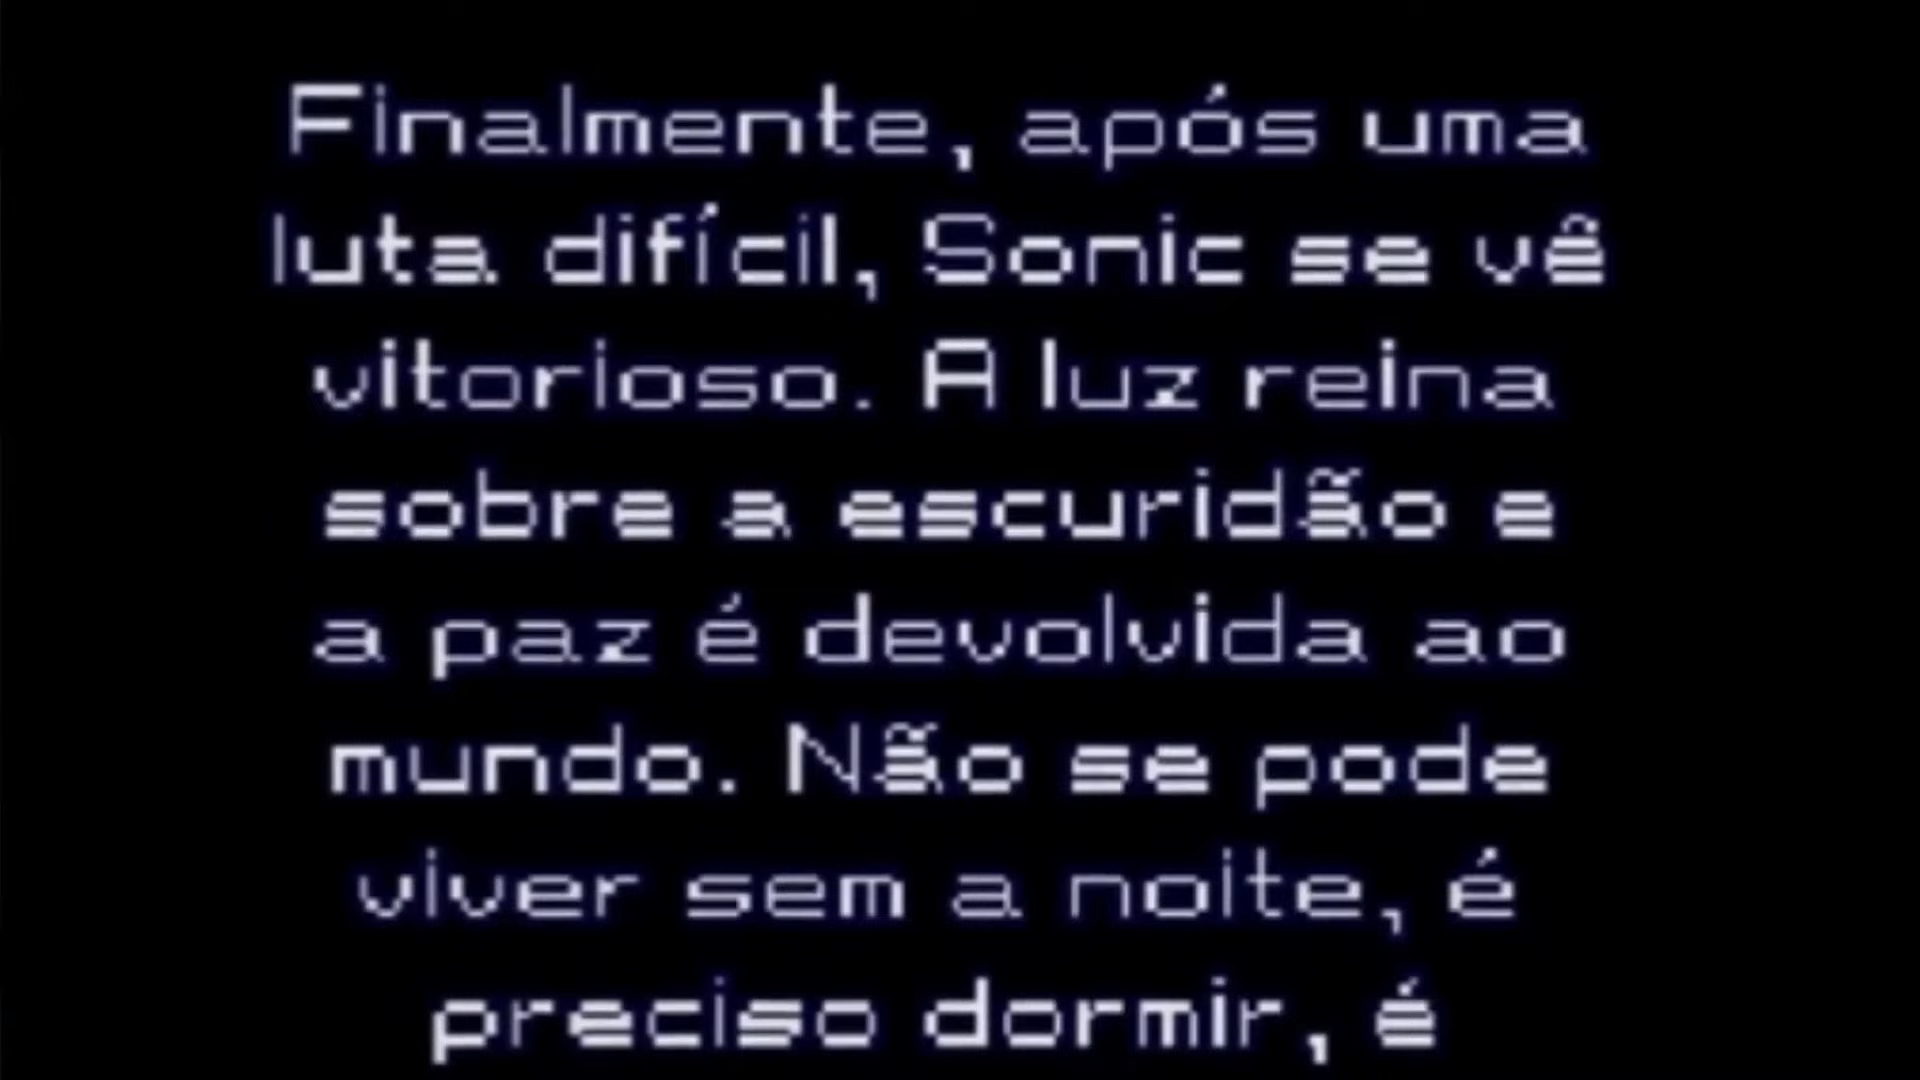 Finalmente, após uma
luta difícil, Sonic se vê
vitorioso. A luz reina
sobre a escuridão e
a paz é devolvida ao
mundo. Não se pode
viver sem a noite, é
preciso dormir, é